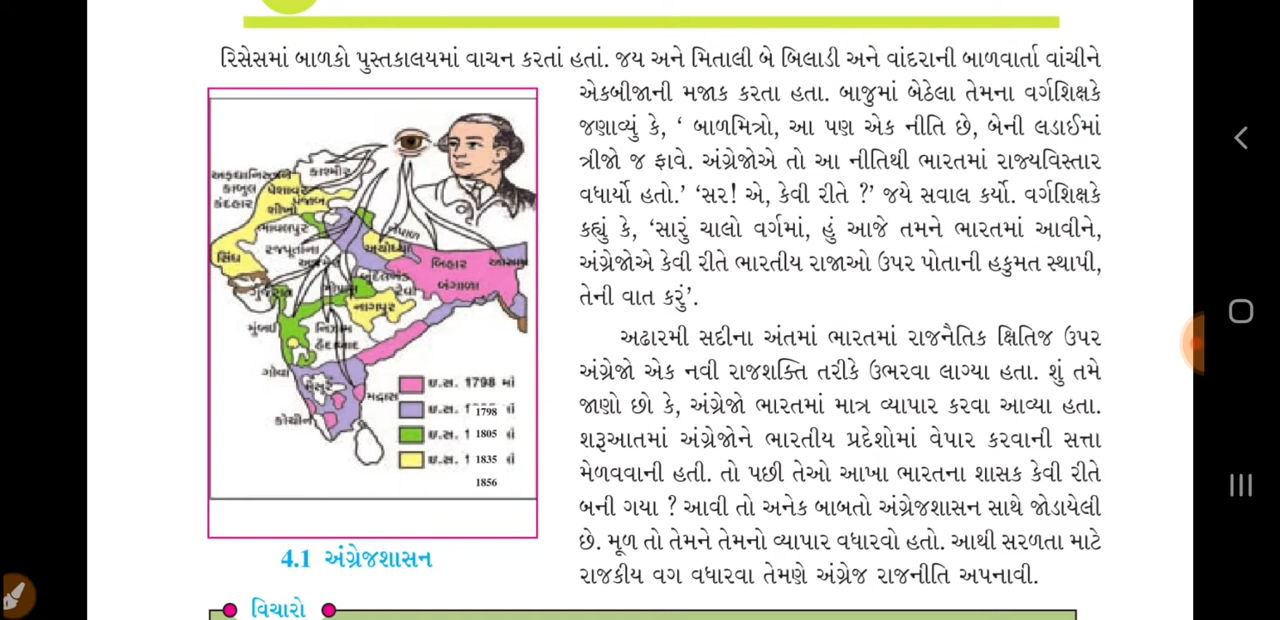 રિસેસમાં બાળકો પુસ્તકાલયમાં વાચન કરતાં હતાં. જય અને મિતાલી બે બિલાડી અને વાંદરાની બાળવાર્તા વાંચીને
એકબીજાની મજાક કરતા હતા. બાજુમાં બેઠેલા તેમના વર્ગશિક્ષકે
જણાવ્યું કે, ‘ બાળમિત્રો, આ પણ એક નીતિ છે, બેની લડાઈમાં
ત્રીજો જ ફાવે. અંગ્રેજોએ તો આ નીતિથી ભારતમાં રાજ્યવિસ્તાર
વધાર્યો હતો.’ ‘સર! એ, કેવી રીતે ?’ જયે સવાલ કર્યો. વર્ગશિક્ષકે
કહ્યું કે, ‘સારું ચાલો વર્ગમાં, હું આજે તમને ભારતમાં આવીને,
અંગ્રેજોએ કેવી રીતે ભારતીય રાજાઓ ઉપર પોતાની હકુમત સ્થાપી,
તેની વાત કરું’.
અઢારમી સદીના અંતમાં ભારતમાં રાજનૈતિક ક્ષિતિજ ઉપર
અંગ્રેજો એક નવી રાજશક્તિ તરીકે ઉભરવા લાગ્યા હતા. શું તમે
જાણો છો કે, અંગ્રેજો ભારતમાં માત્ર વ્યાપાર કરવા આવ્યા હતા.
શરૂઆતમાં અંગ્રેજોને ભારતીય પ્રદેશોમાં વેપાર કરવાની સત્તા
મેળવવાની હતી. તો પછી તેઓ આખા ભારતના શાસક કેવી રીતે
બની ગયા ? આવી તો અનેક બાબતો અંગ્રેજશાસન સાથે જોડાયેલી
છે. મૂળ તો તેમને તેમનો વ્યાપાર વધારવો હતો. આથી સરળતા માટે
રાજકીય વગ વધારવા તેમણે અંગ્રેજ રાજનીતિ અપનાવી.
કાશ્મીર
કાબુલ
પેશાવર
કંદહાર
પંજાબ
શીખો
ભાવલપુર
નેપાળ
રજપૂતાના
અયોધ્યા
સિંધ
બિહાર
આસામ
બુંદેલખંડ
રેવા
બંગાળા
ગુજરાત
નાગપુર
મુંબઈ
નિઝામ
હૈદ્રાબાદ
ગોવા
મૈસુર
મદ્રાસ
કોચીન
ઇ.સ. 1798 માં
ઇ.સ. 1 1798
ઇ.સ. 1 1805
ઇ.સ. 1 1835
1856
4.1 અંગ્રેજશાસન
વિચારો